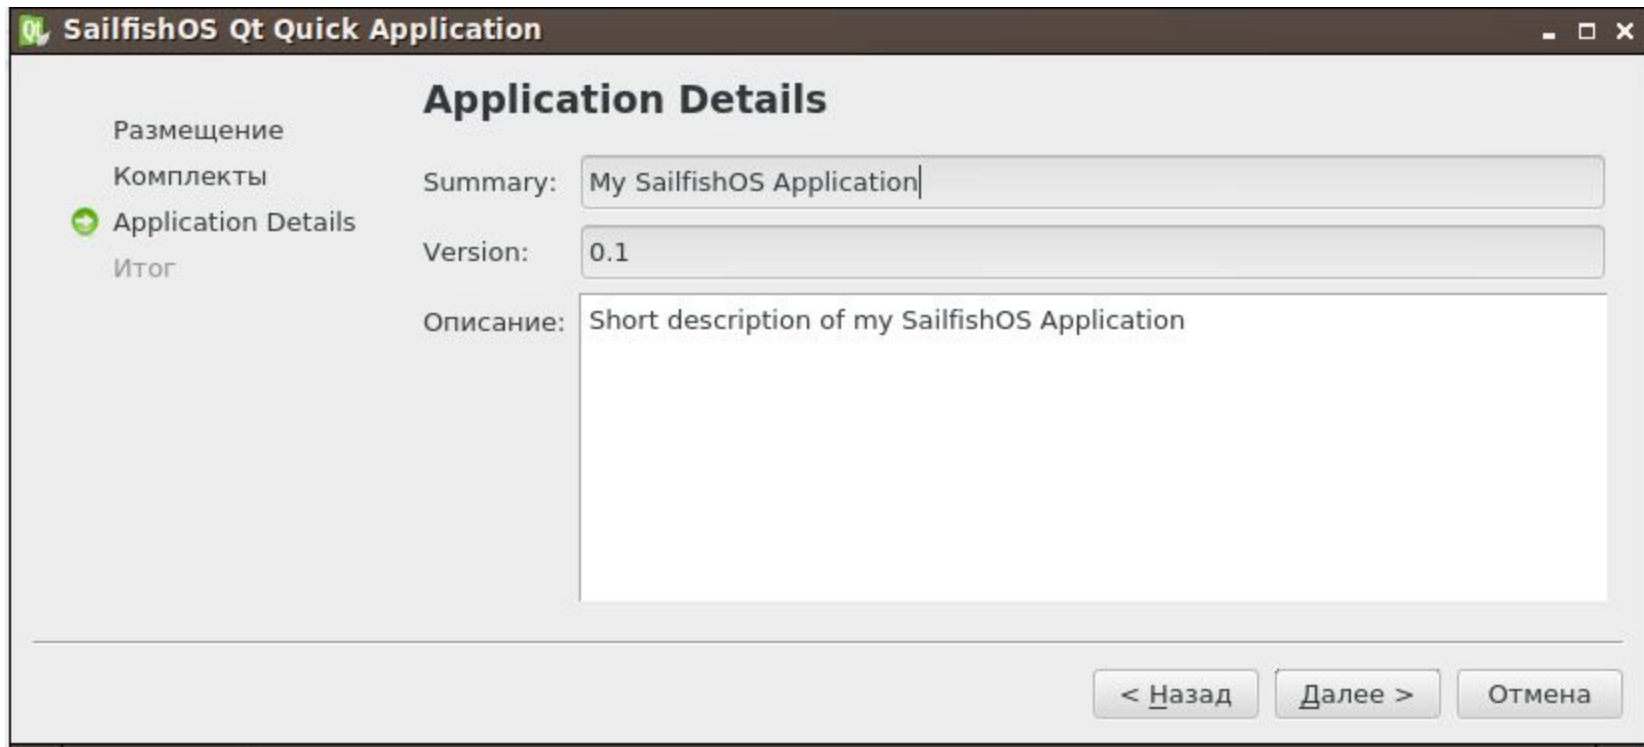 SailfishOS Qt Quick Application
Размещение
Комплекты
Application Details
Итог
Application Details
Summary: My SailfishOS Application
Version: 0.1
Описание: Short description of my SailfishOS Application
< Назад Далее > Отмена